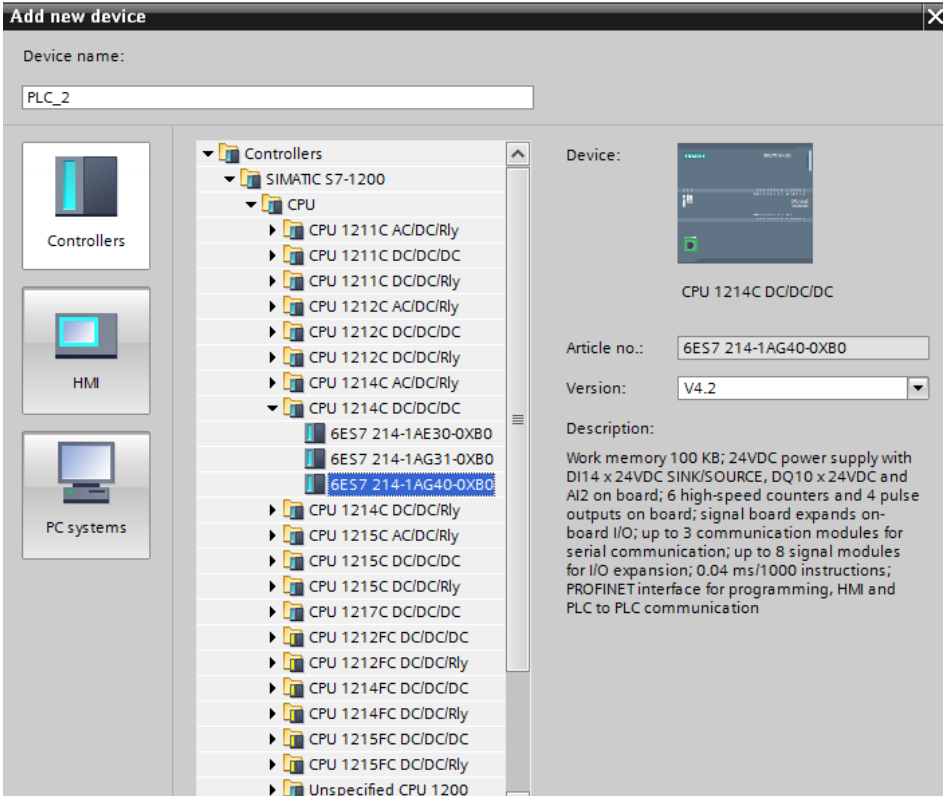 Add new device
Device name:
PLC_2
Controllers
HMI
PC systems
Controllers
SIMATIC S7-1200
CPU
CPU 1211C AC/DC/Rly
CPU 1211C DC/DC/DC
CPU 1211C DC/DC/Rly
CPU 1212C AC/DC/Rly
CPU 1212C DC/DC/DC
CPU 1212C DC/DC/Rly
CPU 1214C AC/DC/Rly
CPU 1214C DC/DC/DC
6ES7 214-1AE30-0XB0
6ES7 214-1AG31-0XB0
6ES7 214-1AG40-0XB0
CPU 1214C DC/DC/Rly
CPU 1215C AC/DC/Rly
CPU 1215C DC/DC/DC
CPU 1215C DC/DC/Rly
CPU 1217C DC/DC/DC
CPU 1212FC DC/DC/DC
CPU 1212FC DC/DC/Rly
CPU 1214FC DC/DC/DC
CPU 1214FC DC/DC/Rly
CPU 1215FC DC/DC/DC
CPU 1215FC DC/DC/Rly
Unspecified CPU 1200
Device:
CPU 1214C DC/DC/DC
Article no.: 6ES7 214-1AG40-0XB0
Version: V4.2
Description:
Work memory 100 KB; 24VDC power supply with
DI14 x 24VDC SINK/SOURCE, DQ10 x 24VDC and
AI2 on board; 6 high-speed counters and 4 pulse
outputs on board; signal board expands on-
board I/O; up to 3 communication modules for
serial communication; up to 8 signal modules
for I/O expansion; 0.04 ms/1000 instructions;
PROFINET interface for programming, HMI and
PLC to PLC communication